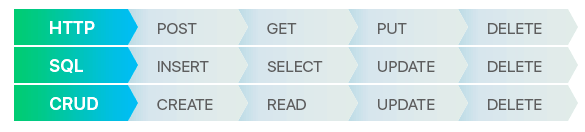 HTTP POST GET PUT DELETE
SQL INSERT SELECT UPDATE DELETE
CRUD CREATE READ UPDATE DELETE